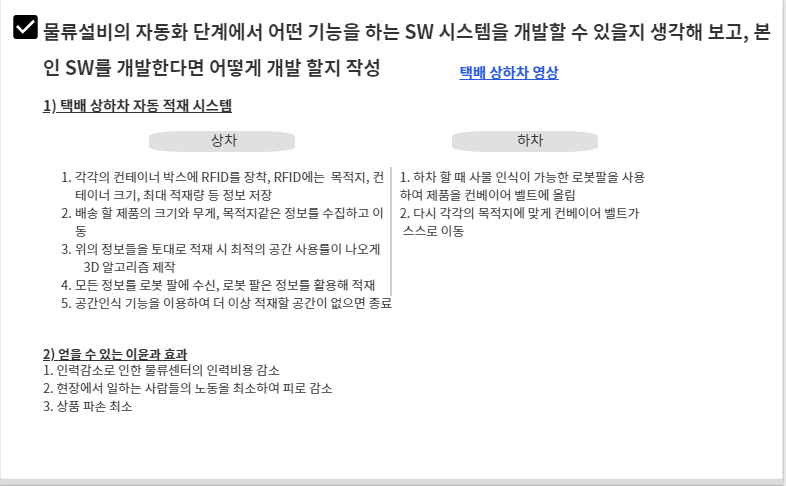 물류설비의 자동화 단계에서 어떤 기능을 하는 SW 시스템을 개발할 수 있을지 생각해 보고, 본
인 SW를 개발한다면 어떻게 개발 할지 작성
택배 상하차 영상
1) 택배 상하차 자동 적재 시스템
상차
1. 각각의 컨테이너 박스에 RFID를 장착, RFID에는 목적지, 컨
테이너 크기, 최대 적재량 등 정보 저장
2. 배송 할 제품의 크기와 무게, 목적지같은 정보를 수집하고 이
동
3. 위의 정보들을 토대로 적재 시 최적의 공간 사용률이 나오게
3D 알고리즘 제작
4. 모든 정보를 로봇 팔에 수신, 로봇 팔은 정보를 활용해 적재
5. 공간인식 기능을 이용하여 더 이상 적재할 공간이 없으면 종료
하차
1. 하차 할 때 사물 인식이 가능한 로봇팔을 사용
하여 제품을 컨베이어 벨트에 올림
2. 다시 각각의 목적지에 맞게 컨베이어 벨트가
스스로 이동
2) 얻을 수 있는 이윤과 효과
1. 인력감소로 인한 물류센터의 인력비용 감소
2. 현장에서 일하는 사람들의 노동을 최소하여 피로 감소
3. 상품 파손 최소